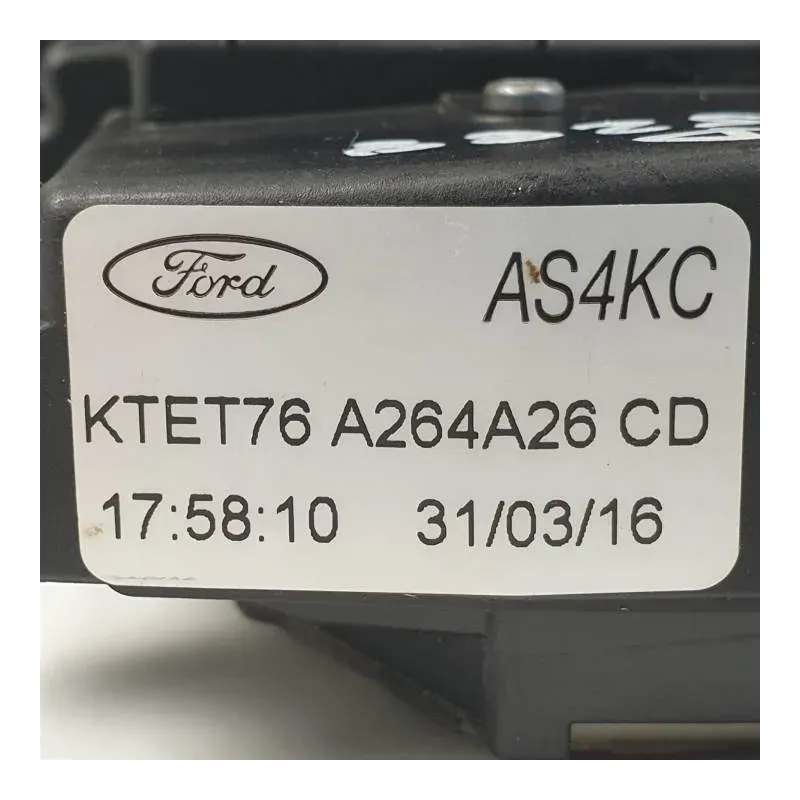 Ford AS4KC
KTET76 A264A26 CD
17:58:10 31/03/16